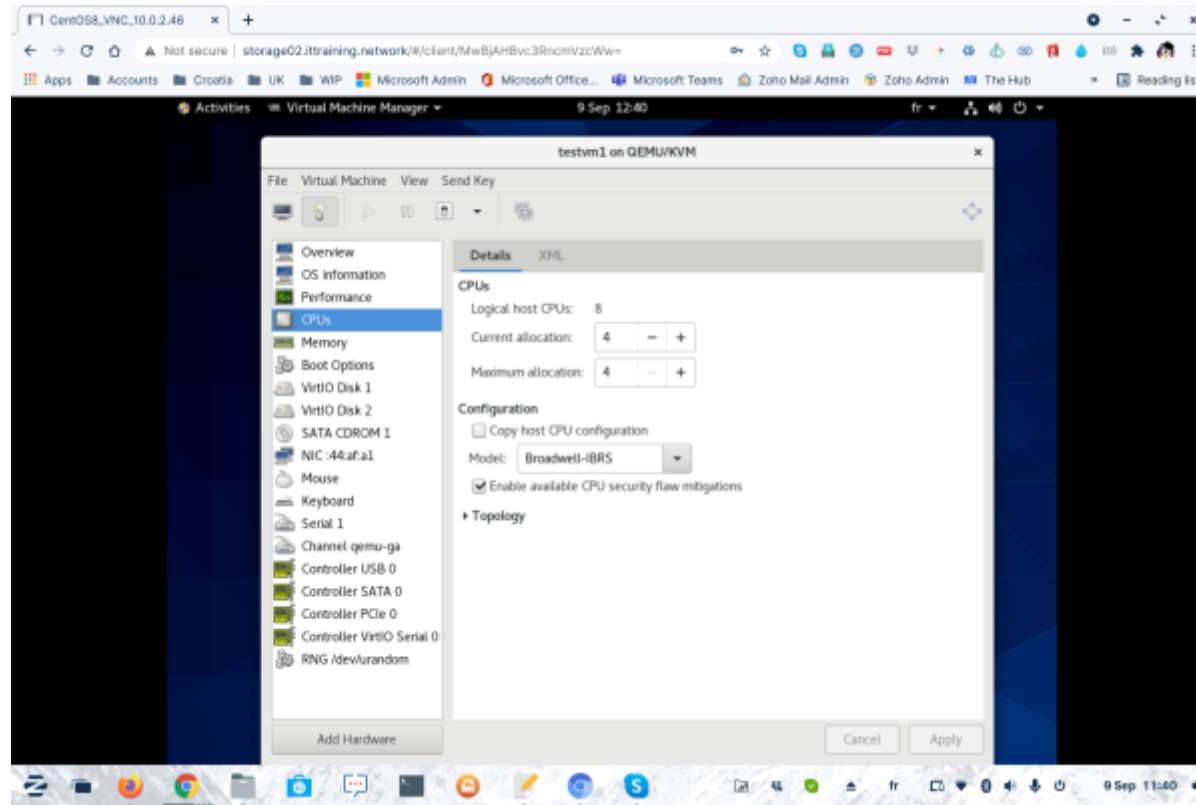 CentOS8_VNC_10.0.2.46
Not secure | storage02.ittraining.network/#/client/MwBjAHBvc3RncmVzcWw=
Apps Accounts Croatia UK WIP Microsoft Admin Microsoft Office... Microsoft Teams Zoho Mail Admin Zoho Admin The Hub » Reading lis
Activities Virtual Machine Manager 9 Sep 12:40 fr
testvm1 on QEMU/KVM
File Virtual Machine View Send Key
Overview
OS information
Performance
CPUs
Memory
Boot Options
VirtIO Disk 1
VirtIO Disk 2
SATA CDROM 1
NIC :44:af:a1
Mouse
Keyboard
Serial 1
Channel qemu-ga
Controller USB 0
Controller SATA 0
Controller PCIe 0
Controller VirtIO Serial 0
RNG /dev/urandom
Add Hardware
Details XML
CPUs
Logical host CPUs: 8
Current allocation: 4 − +
Maximum allocation: 4 − +
Configuration
Copy host CPU configuration
Model: Broadwell-IBRS
Enable available CPU security flaw mitigations
Topology
Cancel Apply
fr 9 Sep 11:40